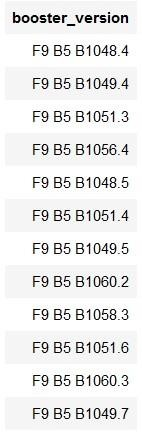 booster_version
F9 B5 B1048.4
F9 B5 B1049.4
F9 B5 B1051.3
F9 B5 B1056.4
F9 B5 B1048.5
F9 B5 B1051.4
F9 B5 B1049.5
F9 B5 B1060.2
F9 B5 B1058.3
F9 B5 B1051.6
F9 B5 B1060.3
F9 B5 B1049.7